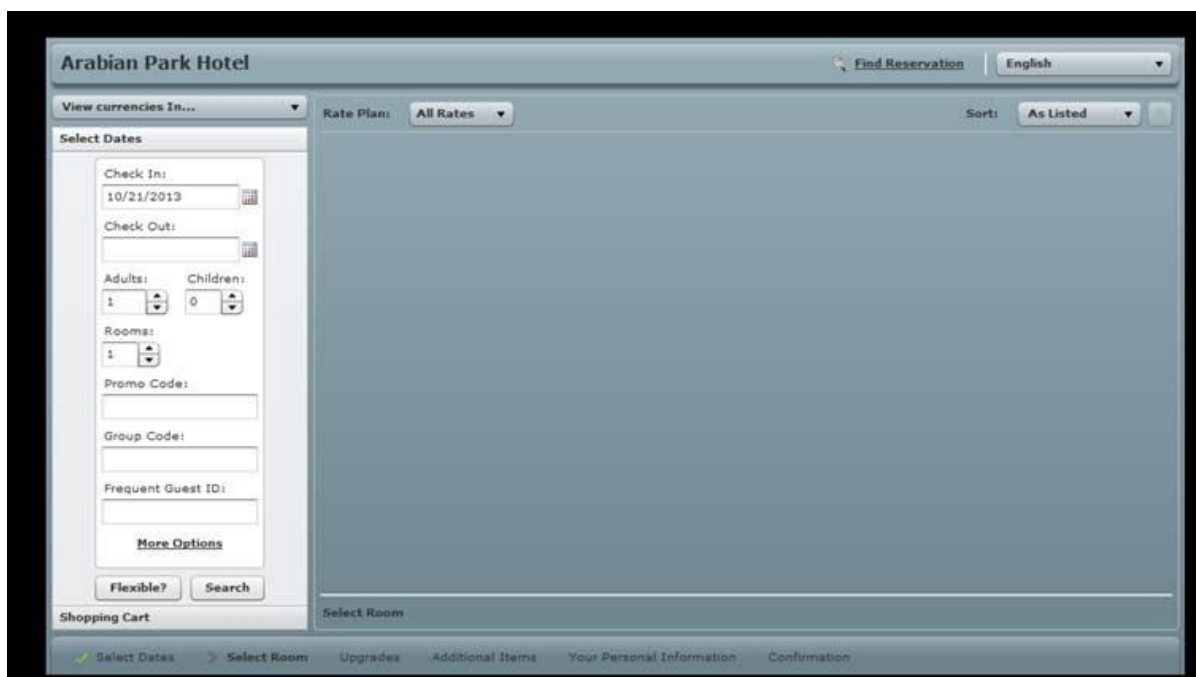 Arabian Park Hotel
Find Reservation
English
View currencies In...
Rate Plan:
All Rates
Sort:
As Listed
Select Dates
Check In:
10/21/2013
Check Out:
Adults: Children:
1 0
Rooms:
1
Promo Code:
Group Code:
Frequent Guest ID:
More Options
Flexible? Search
Shopping Cart
Select Room
Select Dates Select Room Upgrades Additional Items Your Personal Information Confirmation